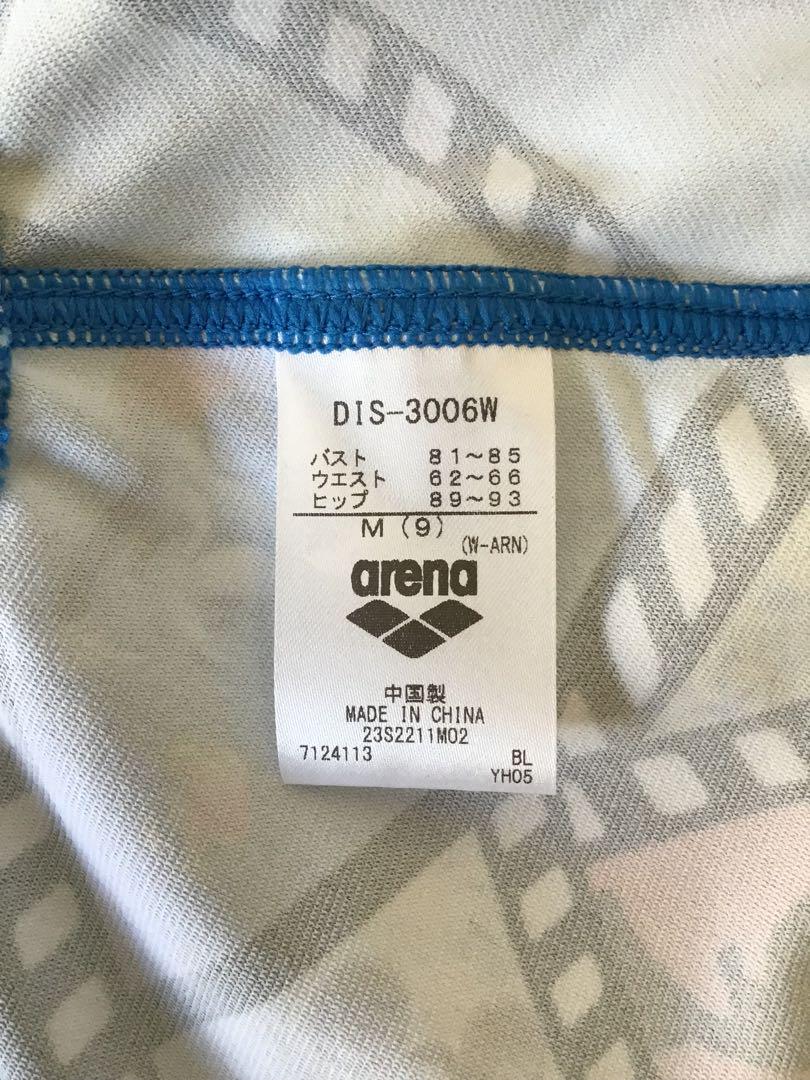 DIS-3006W
バスト 81～85
ウエスト 62～66
ヒップ 89～93
M (9)
(W-ARN)
arena
中国製
MADE IN CHINA
23S2211M02
7124113 BL
YH05